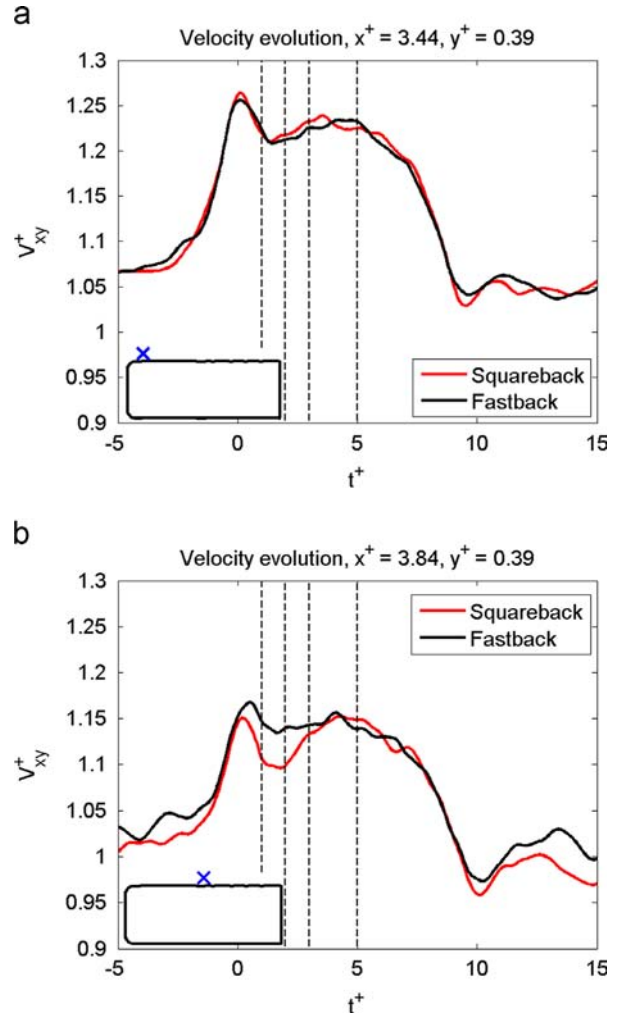 a
Velocity evolution, x⁺ = 3.44, y⁺ = 0.39
1.3
1.25
1.2
1.15
1.1
1.05
1
0.95
0.9
V⁺xy
Squareback
Fastback
-5 0 5 10 15
t⁺
b
Velocity evolution, x⁺ = 3.84, y⁺ = 0.39
1.3
1.25
1.2
1.15
1.1
1.05
1
0.95
0.9
V⁺xy
Squareback
Fastback
-5 0 5 10 15
t⁺